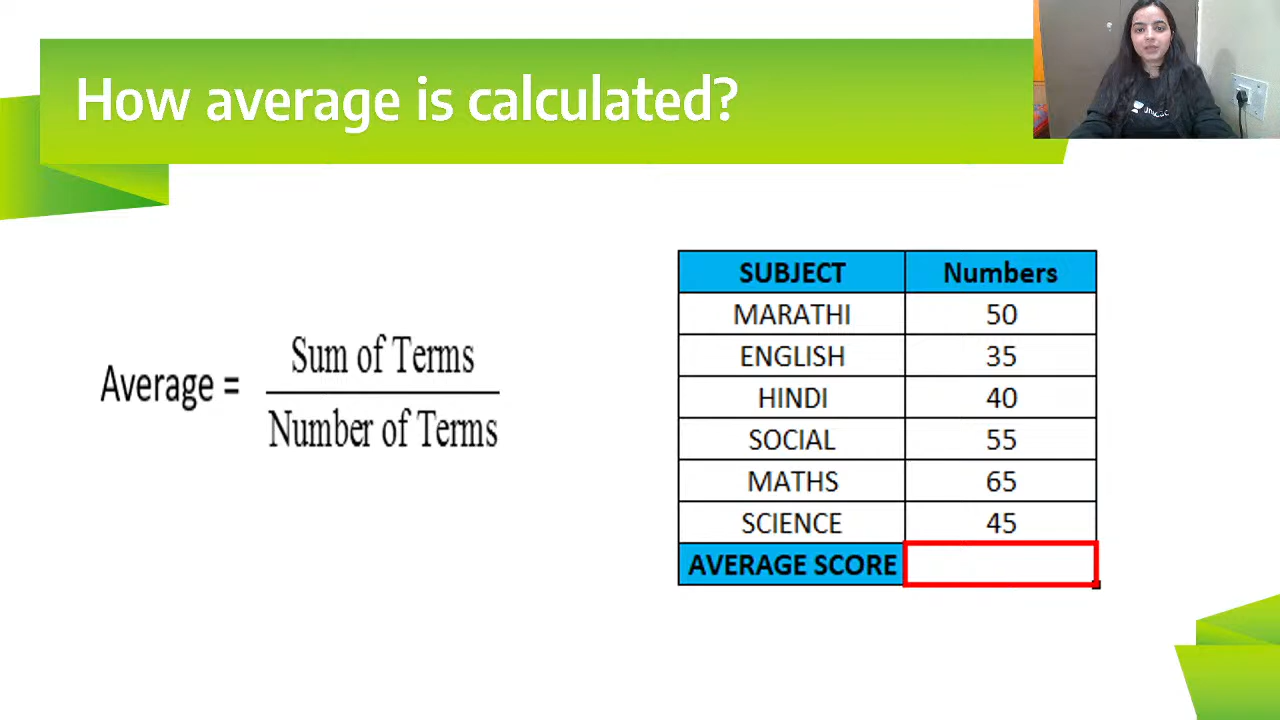 How average is calculated?
Average = Sum of Terms
Number of Terms
SUBJECT Numbers
MARATHI 50
ENGLISH 35
HINDI 40
SOCIAL 55
MATHS 65
SCIENCE 45
AVERAGE SCORE